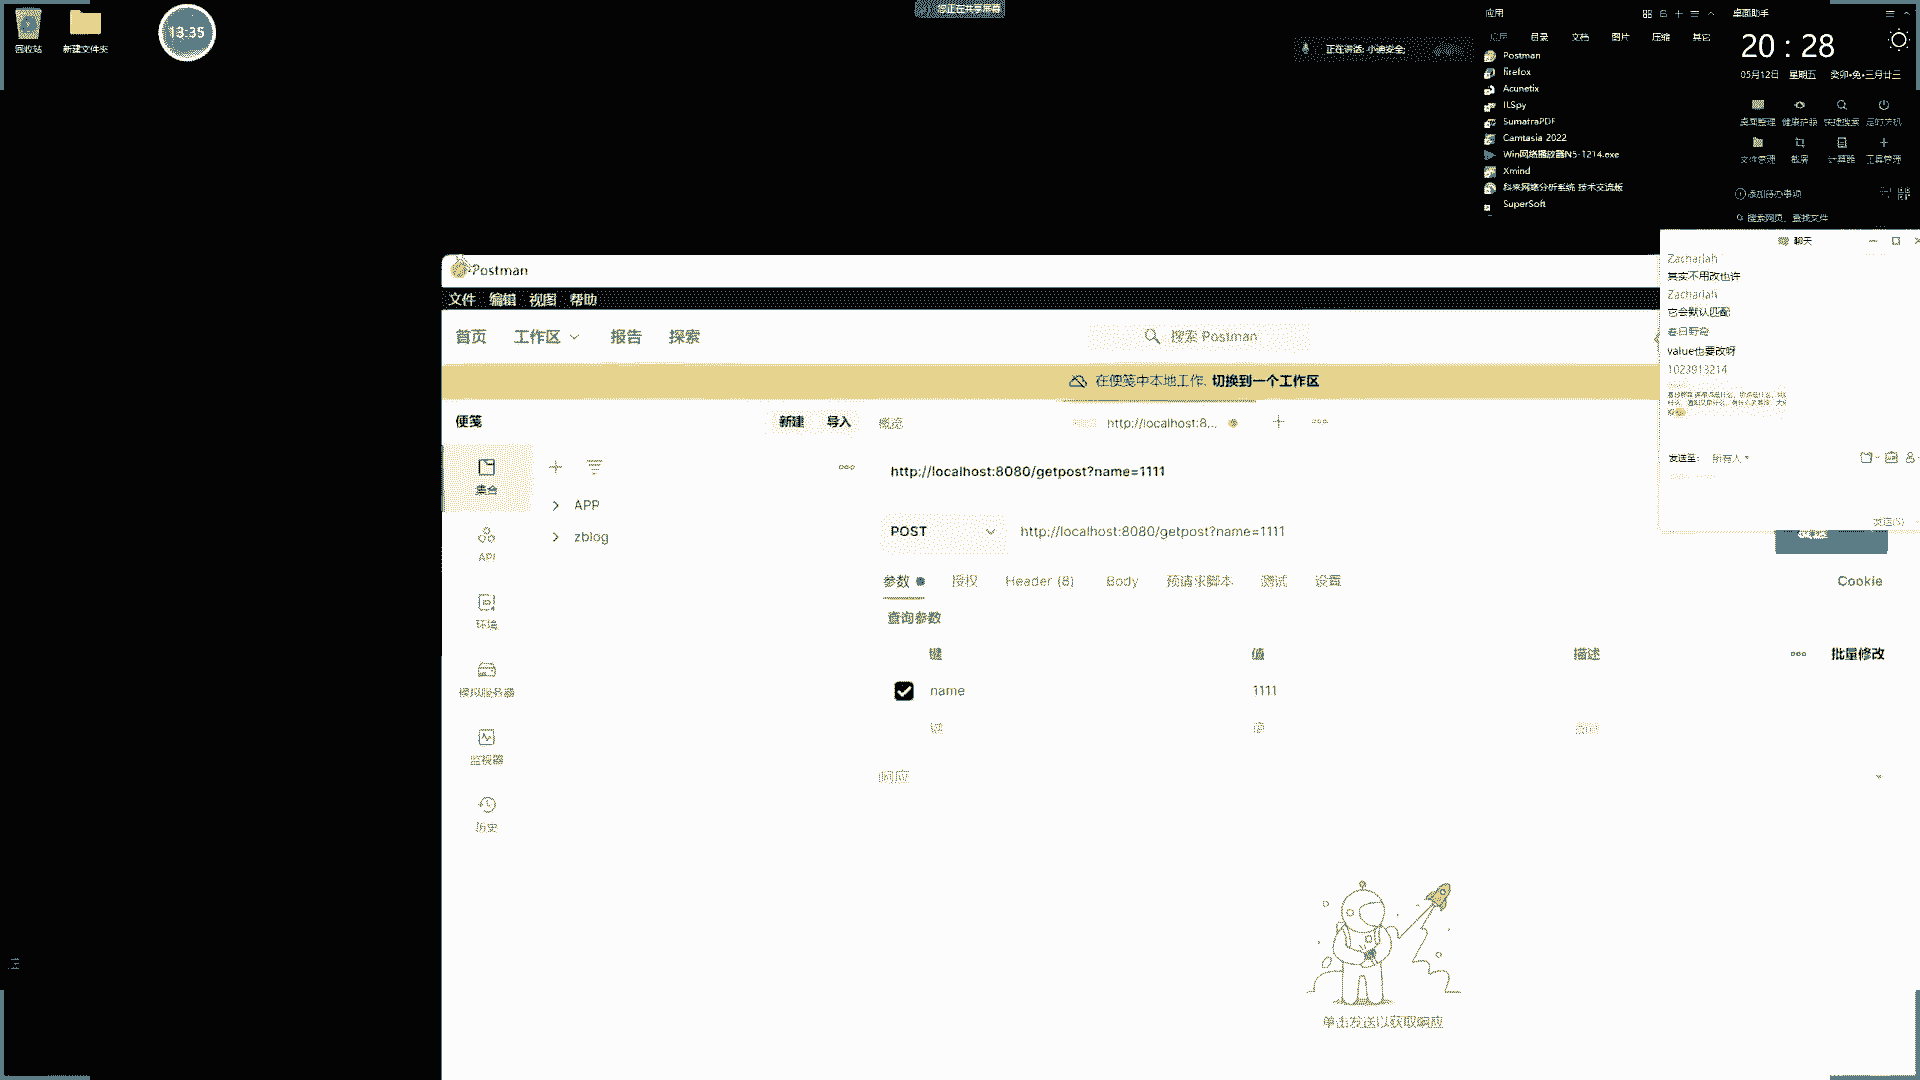 回收站
新建文件夹
13:35
您正在共享屏幕
正在讲话: 小迪安全;
应用
应用 目录 文档 图片 压缩 其它
Postman
firefox
Acunetix
ILSpy
SumatraPDF
Camtasia 2022
Win网络播放器N5-1214.exe
Xmind
科来网络分析系统 技术交流版
SuperSoft
桌面助手
20 : 28
05月12日 星期五 癸卯•兔•三月廿三
桌面整理 健康护眼 快速搜索 定时关机
文件管理 截屏 计算器 工具管理
添加待办事项
搜索网页、查找文件
聊天
Zachariah
其实不用改也许
Zachariah
它会默认匹配
春日野穹
value也要改呀
1023913214
发送至: 所有人
发送(S)
Postman
文件 编辑 视图 帮助
首页 工作区 报告 探索
搜索 Postman
在便笺中本地工作. 切换到一个工作区
便笺 新建 导入
概览 http://localhost:8...
集合
API
环境
模拟服务器
监视器
历史
APP
zblog
http://localhost:8080/getpost?name=1111
POST http://localhost:8080/getpost?name=1111
发送
参数 授权 Header (8) Body 预请求脚本 测试 设置 Cookie
查询参数
键 值 描述 批量修改
name 1111
键 值 描述
响应
单击发送以获取响应